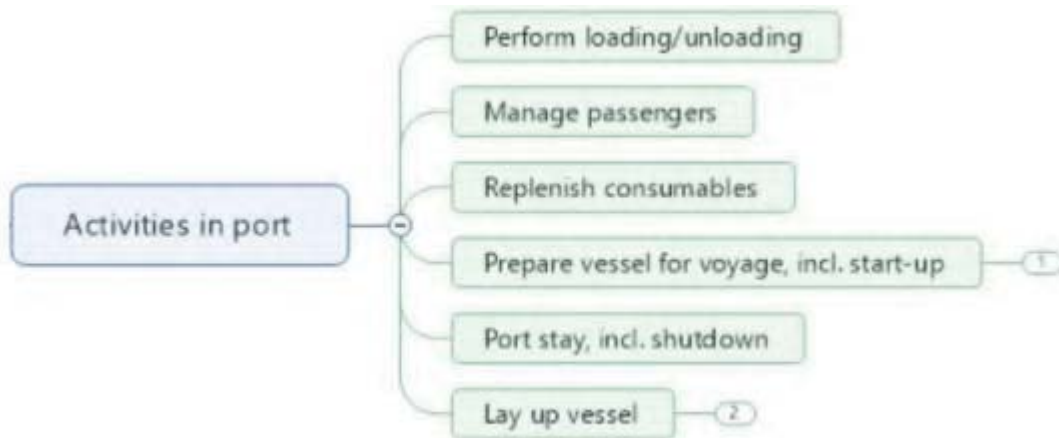 Activities in port
Perform loading/unloading
Manage passengers
Replenish consumables
Prepare vessel for voyage, incl. start-up
1
Port stay, incl. shutdown
Lay up vessel
2